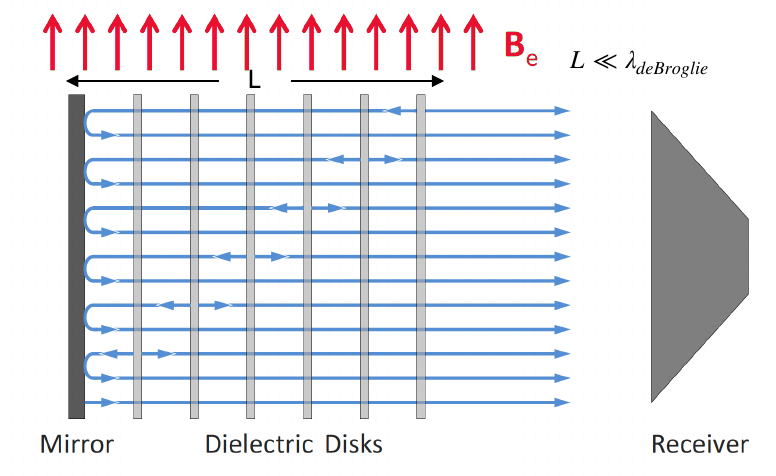 B_e
L ≪ λ_deBroglie
L
Mirror
Dielectric Disks
Receiver